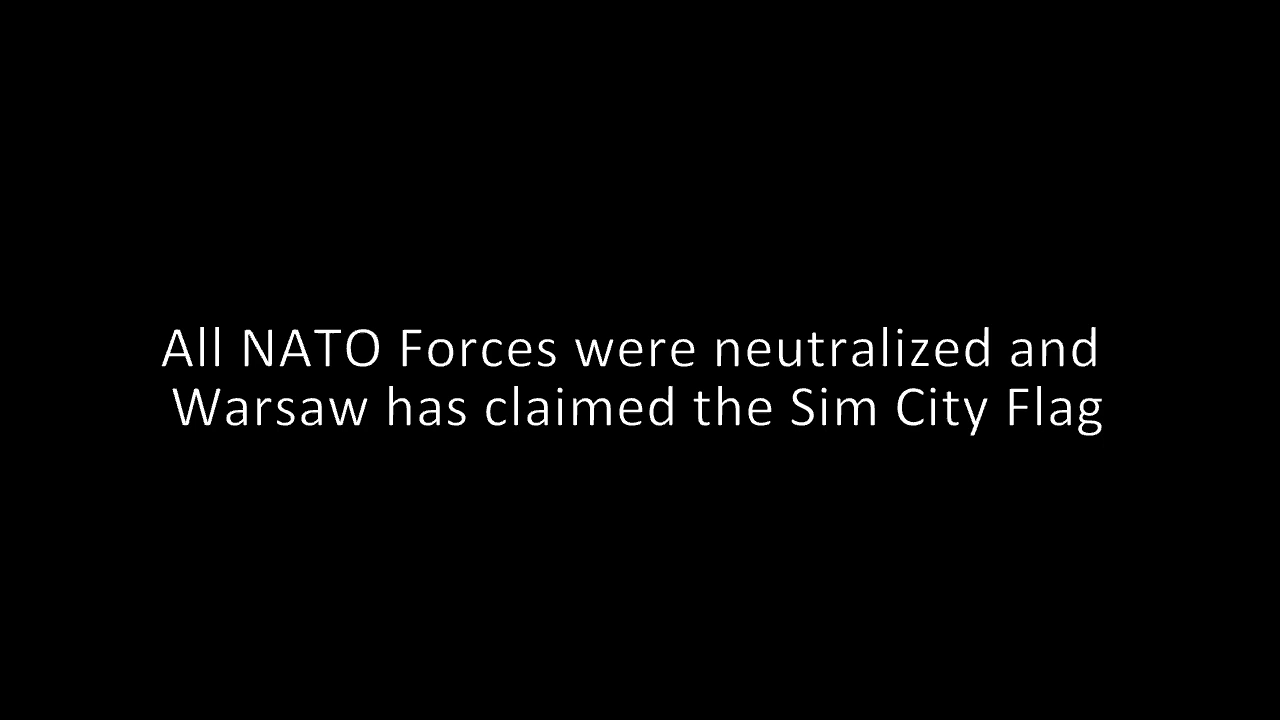 All NATO Forces were neutralized and
Warsaw has claimed the Sim City Flag